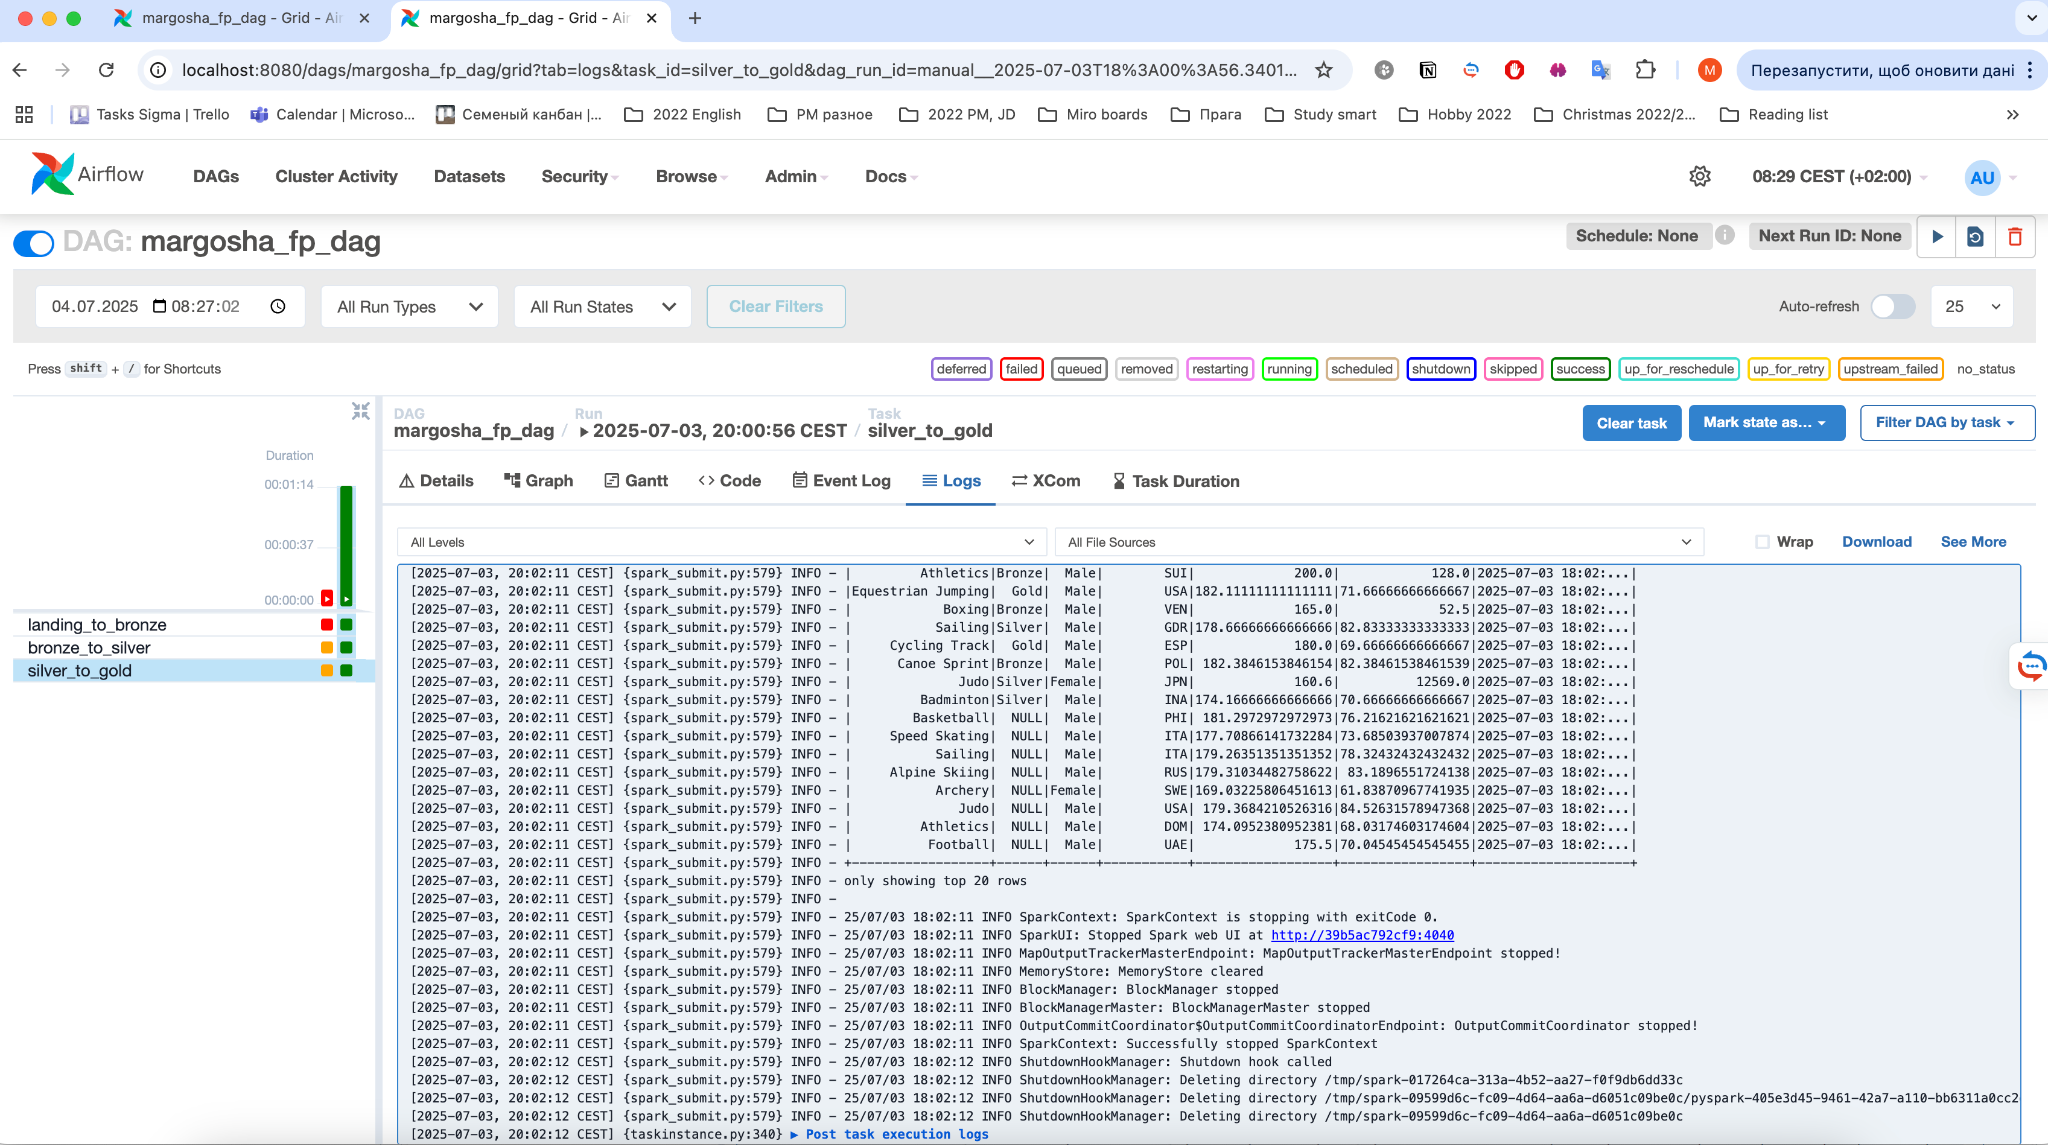 margosha_fp_dag - Grid - Air
margosha_fp_dag - Grid - Air
localhost:8080/dags/margosha_fp_dag/grid?tab=logs&task_id=silver_to_gold&dag_run_id=manual__2025-07-03T18%3A00%3A56.3401...
M
Перезапустити, щоб оновити дані
Tasks Sigma | Trello
Calendar | Microso...
Семеный канбан |...
2022 English
PM разное
2022 PM, JD
Miro boards
Прага
Study smart
Hobby 2022
Christmas 2022/2...
Reading list
Airflow
DAGs
Cluster Activity
Datasets
Security
Browse
Admin
Docs
08:29 CEST (+02:00)
AU
DAG: margosha_fp_dag
Schedule: None
Next Run ID: None
04.07.2025 08:27:02
All Run Types
All Run States
Clear Filters
Auto-refresh
25
Press shift + / for Shortcuts
deferred
failed
queued
removed
restarting
running
scheduled
shutdown
skipped
success
up_for_reschedule
up_for_retry
upstream_failed
no_status
Duration
00:01:14
00:00:37
00:00:00
landing_to_bronze
bronze_to_silver
silver_to_gold
DAG
margosha_fp_dag /
Run
2025-07-03, 20:00:56 CEST /
Task
silver_to_gold
Clear task
Mark state as...
Filter DAG by task
Details
Graph
Gantt
Code
Event Log
Logs
XCom
Task Duration
All Levels
All File Sources
Wrap
Download
See More
[2025-07-03, 20:02:11 CEST] {spark_submit.py:579} INFO - |         Athletics|Bronze|  Male|        SUI|             200.0|             128.0|2025-07-03 18:02:...|
[2025-07-03, 20:02:11 CEST] {spark_submit.py:579} INFO - |Equestrian Jumping|  Gold|  Male|        USA|182.11111111111111|71.66666666666667|2025-07-03 18:02:...|
[2025-07-03, 20:02:11 CEST] {spark_submit.py:579} INFO - |            Boxing|Bronze|  Male|        VEN|             165.0|              52.5|2025-07-03 18:02:...|
[2025-07-03, 20:02:11 CEST] {spark_submit.py:579} INFO - |           Sailing|Silver|  Male|        GDR|178.66666666666666|82.83333333333333|2025-07-03 18:02:...|
[2025-07-03, 20:02:11 CEST] {spark_submit.py:579} INFO - |     Cycling Track|  Gold|  Male|        ESP|             180.0|69.66666666666667|2025-07-03 18:02:...|
[2025-07-03, 20:02:11 CEST] {spark_submit.py:579} INFO - |      Canoe Sprint|Bronze|  Male|        POL| 182.3846153846154|82.38461538461539|2025-07-03 18:02:...|
[2025-07-03, 20:02:11 CEST] {spark_submit.py:579} INFO - |              Judo|Silver|Female|        JPN|             160.6|           12569.0|2025-07-03 18:02:...|
[2025-07-03, 20:02:11 CEST] {spark_submit.py:579} INFO - |         Badminton|Silver|  Male|        INA|174.16666666666666|70.66666666666667|2025-07-03 18:02:...|
[2025-07-03, 20:02:11 CEST] {spark_submit.py:579} INFO - |        Basketball|  NULL|  Male|        PHI| 181.2972972972973|76.21621621621621|2025-07-03 18:02:...|
[2025-07-03, 20:02:11 CEST] {spark_submit.py:579} INFO - |     Speed Skating|  NULL|  Male|        ITA|177.70866141732284|73.68503937007874|2025-07-03 18:02:...|
[2025-07-03, 20:02:11 CEST] {spark_submit.py:579} INFO - |           Sailing|  NULL|  Male|        ITA|179.26351351351352|78.32432432432432|2025-07-03 18:02:...|
[2025-07-03, 20:02:11 CEST] {spark_submit.py:579} INFO - |     Alpine Skiing|  NULL|  Male|        RUS|179.31034482758622| 83.1896551724138|2025-07-03 18:02:...|
[2025-07-03, 20:02:11 CEST] {spark_submit.py:579} INFO - |           Archery|  NULL|Female|        SWE|169.03225806451613|61.83870967741935|2025-07-03 18:02:...|
[2025-07-03, 20:02:11 CEST] {spark_submit.py:579} INFO - |              Judo|  NULL|  Male|        USA| 179.3684210526316|84.52631578947368|2025-07-03 18:02:...|
[2025-07-03, 20:02:11 CEST] {spark_submit.py:579} INFO - |         Athletics|  NULL|  Male|        DOM| 174.0952380952381|68.03174603174604|2025-07-03 18:02:...|
[2025-07-03, 20:02:11 CEST] {spark_submit.py:579} INFO - |          Football|  NULL|  Male|        UAE|             175.5|70.04545454545455|2025-07-03 18:02:...|
[2025-07-03, 20:02:11 CEST] {spark_submit.py:579} INFO - +------------------+------+------+-----------+------------------+-----------------+--------------------+
[2025-07-03, 20:02:11 CEST] {spark_submit.py:579} INFO - only showing top 20 rows
[2025-07-03, 20:02:11 CEST] {spark_submit.py:579} INFO -
[2025-07-03, 20:02:11 CEST] {spark_submit.py:579} INFO - 25/07/03 18:02:11 INFO SparkContext: SparkContext is stopping with exitCode 0.
[2025-07-03, 20:02:11 CEST] {spark_submit.py:579} INFO - 25/07/03 18:02:11 INFO SparkUI: Stopped Spark web UI at http://39b5ac792cf9:4040
[2025-07-03, 20:02:11 CEST] {spark_submit.py:579} INFO - 25/07/03 18:02:11 INFO MapOutputTrackerMasterEndpoint: MapOutputTrackerMasterEndpoint stopped!
[2025-07-03, 20:02:11 CEST] {spark_submit.py:579} INFO - 25/07/03 18:02:11 INFO MemoryStore: MemoryStore cleared
[2025-07-03, 20:02:11 CEST] {spark_submit.py:579} INFO - 25/07/03 18:02:11 INFO BlockManager: BlockManager stopped
[2025-07-03, 20:02:11 CEST] {spark_submit.py:579} INFO - 25/07/03 18:02:11 INFO BlockManagerMaster: BlockManagerMaster stopped
[2025-07-03, 20:02:11 CEST] {spark_submit.py:579} INFO - 25/07/03 18:02:11 INFO OutputCommitCoordinator$OutputCommitCoordinatorEndpoint: OutputCommitCoordinator stopped!
[2025-07-03, 20:02:11 CEST] {spark_submit.py:579} INFO - 25/07/03 18:02:11 INFO SparkContext: Successfully stopped SparkContext
[2025-07-03, 20:02:12 CEST] {spark_submit.py:579} INFO - 25/07/03 18:02:12 INFO ShutdownHookManager: Shutdown hook called
[2025-07-03, 20:02:12 CEST] {spark_submit.py:579} INFO - 25/07/03 18:02:12 INFO ShutdownHookManager: Deleting directory /tmp/spark-017264ca-313a-4b52-aa27-f0f9db6dd33c
[2025-07-03, 20:02:12 CEST] {spark_submit.py:579} INFO - 25/07/03 18:02:12 INFO ShutdownHookManager: Deleting directory /tmp/spark-09599d6c-fc09-4d64-aa6a-d6051c09be0c/pyspark-405e3d45-9461-42a7-a110-bb6311a0cc2
[2025-07-03, 20:02:12 CEST] {spark_submit.py:579} INFO - 25/07/03 18:02:12 INFO ShutdownHookManager: Deleting directory /tmp/spark-09599d6c-fc09-4d64-aa6a-d6051c09be0c
[2025-07-03, 20:02:12 CEST] {taskinstance.py:340} ▶ Post task execution logs